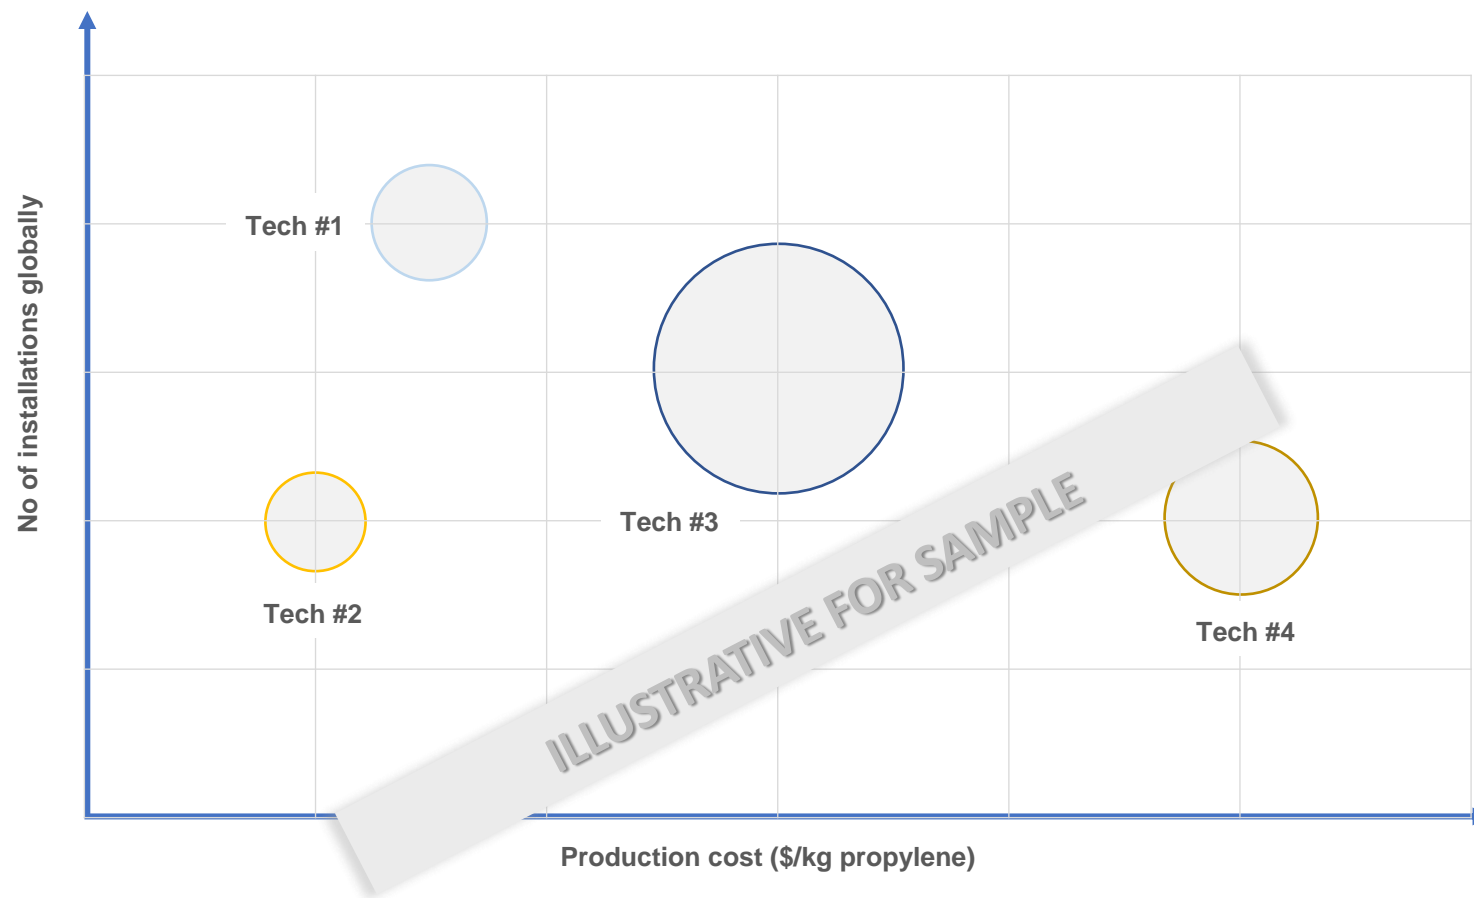 No of installations globally
Tech #1
Tech #3
Tech #2
Tech #4
ILLUSTRATIVE FOR SAMPLE
Production cost ($/kg propylene)